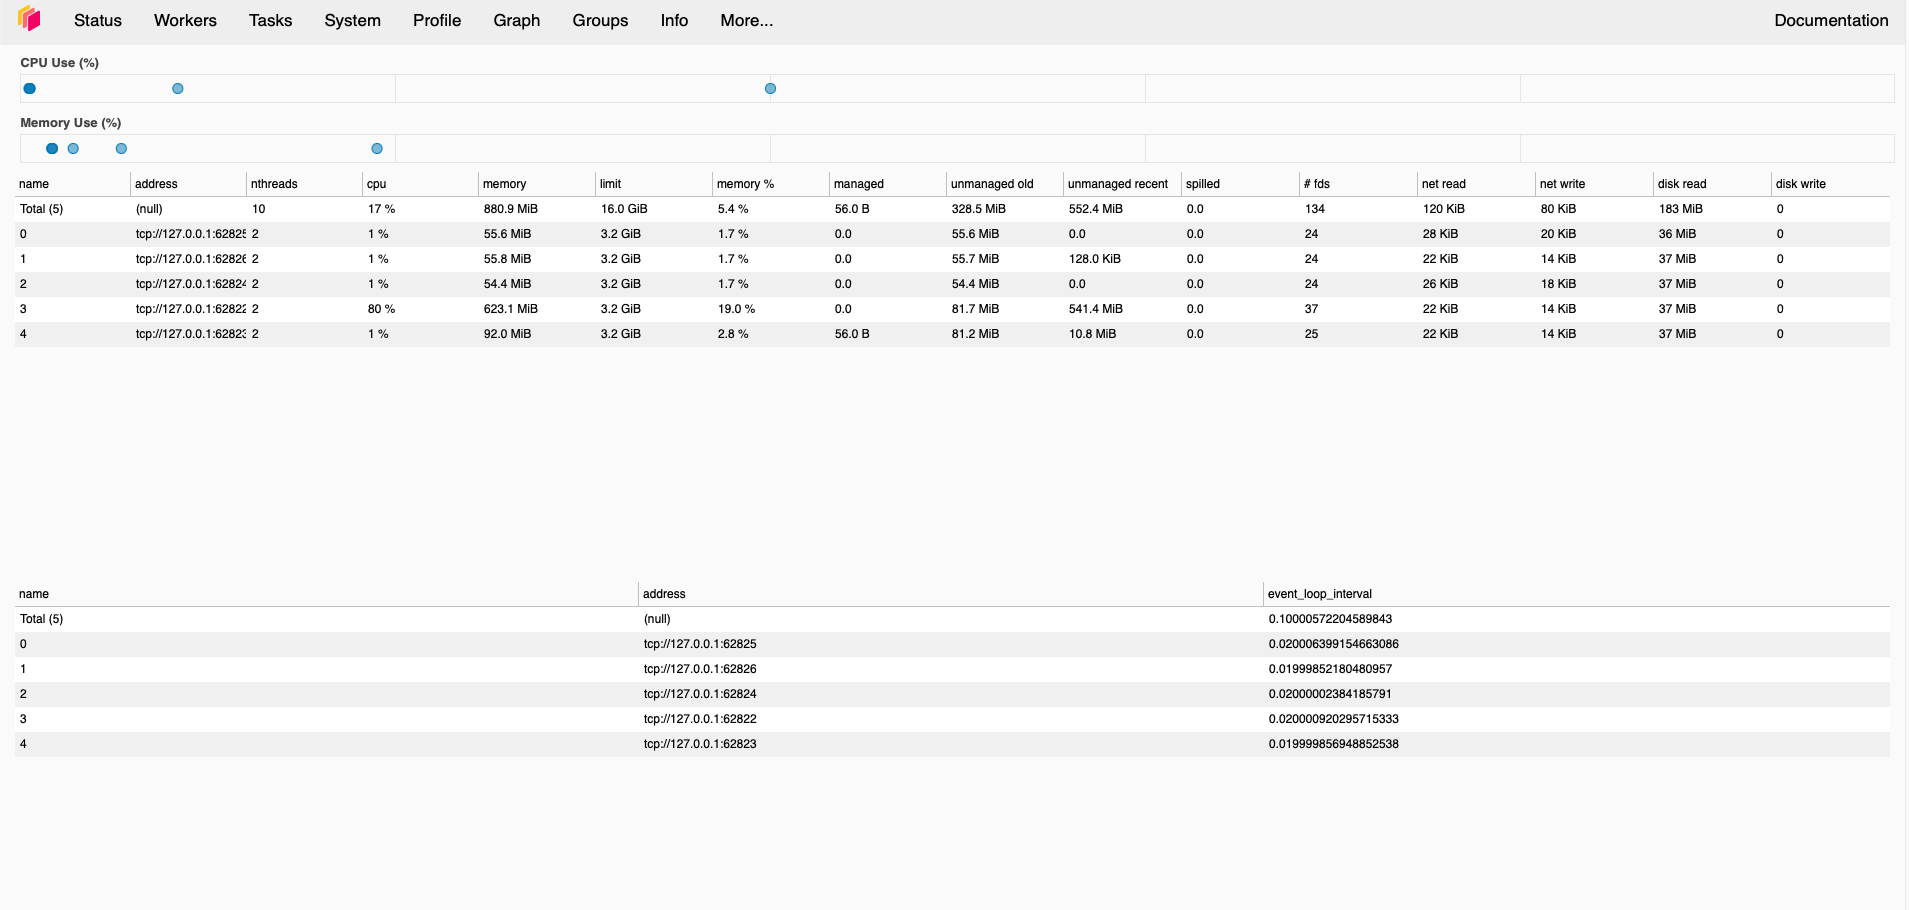 Status Workers Tasks System Profile Graph Groups Info More... Documentation
CPU Use (%)
Memory Use (%)
name address nthreads cpu memory limit memory % managed unmanaged old unmanaged recent spilled # fds net read net write disk read disk write
Total (5) (null) 10 17 % 880.9 MiB 16.0 GiB 5.4 % 56.0 B 328.5 MiB 552.4 MiB 0.0 134 120 KiB 80 KiB 183 MiB 0
0 tcp://127.0.0.1:62825 2 1 % 55.6 MiB 3.2 GiB 1.7 % 0.0 55.6 MiB 0.0 0.0 24 28 KiB 20 KiB 36 MiB 0
1 tcp://127.0.0.1:62826 2 1 % 55.8 MiB 3.2 GiB 1.7 % 0.0 55.7 MiB 128.0 KiB 0.0 24 22 KiB 14 KiB 37 MiB 0
2 tcp://127.0.0.1:62824 2 1 % 54.4 MiB 3.2 GiB 1.7 % 0.0 54.4 MiB 0.0 0.0 24 26 KiB 18 KiB 37 MiB 0
3 tcp://127.0.0.1:62822 2 80 % 623.1 MiB 3.2 GiB 19.0 % 0.0 81.7 MiB 541.4 MiB 0.0 37 22 KiB 14 KiB 37 MiB 0
4 tcp://127.0.0.1:62823 2 1 % 92.0 MiB 3.2 GiB 2.8 % 56.0 B 81.2 MiB 10.8 MiB 0.0 25 22 KiB 14 KiB 37 MiB 0
name address event_loop_interval
Total (5) (null) 0.10000572204589843
0 tcp://127.0.0.1:62825 0.020006399154663086
1 tcp://127.0.0.1:62826 0.01999852180480957
2 tcp://127.0.0.1:62824 0.02000002384185791
3 tcp://127.0.0.1:62822 0.020000920295715333
4 tcp://127.0.0.1:62823 0.019999856948852538